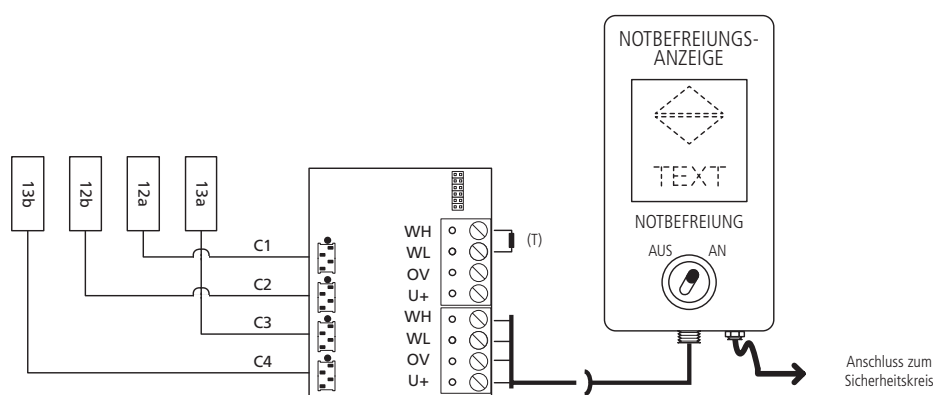 NOTBEFREIUNGS-
ANZEIGE
TEXT
NOTBEFREIUNG
AUS AN
Anschluss zum
Sicherheitskreis
13b
12b
12a
13a
C1
C2
C3
C4
WH
WL
OV
U+
WH
WL
OV
U+
(T)